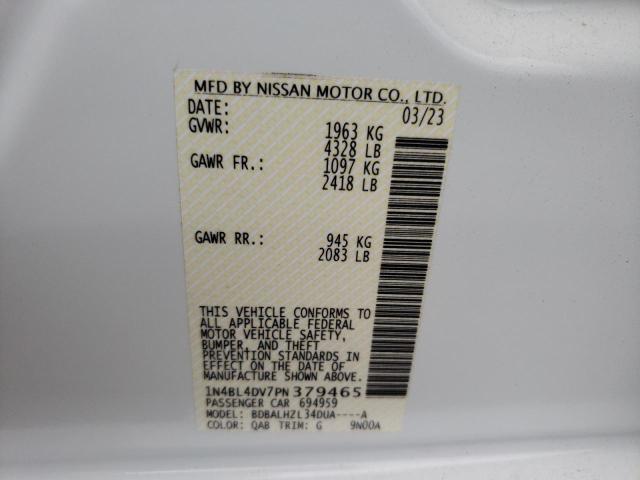 MFD BY NISSAN MOTOR CO., LTD.
DATE: 03/23
GVWR: 1963 KG
4328 LB
GAWR FR.: 1097 KG
2418 LB
GAWR RR.: 945 KG
2083 LB
THIS VEHICLE CONFORMS TO
ALL APPLICABLE FEDERAL
MOTOR VEHICLE SAFETY,
BUMPER, AND THEFT
PREVENTION STANDARDS IN
EFFECT ON THE DATE OF
MANUFACTURE SHOWN ABOVE.
1N4BL4DV7PN379465
PASSENGER CAR 694959
MODEL: BDBALHZL34DUA----A
COLOR: QAB TRIM: G 9N00A